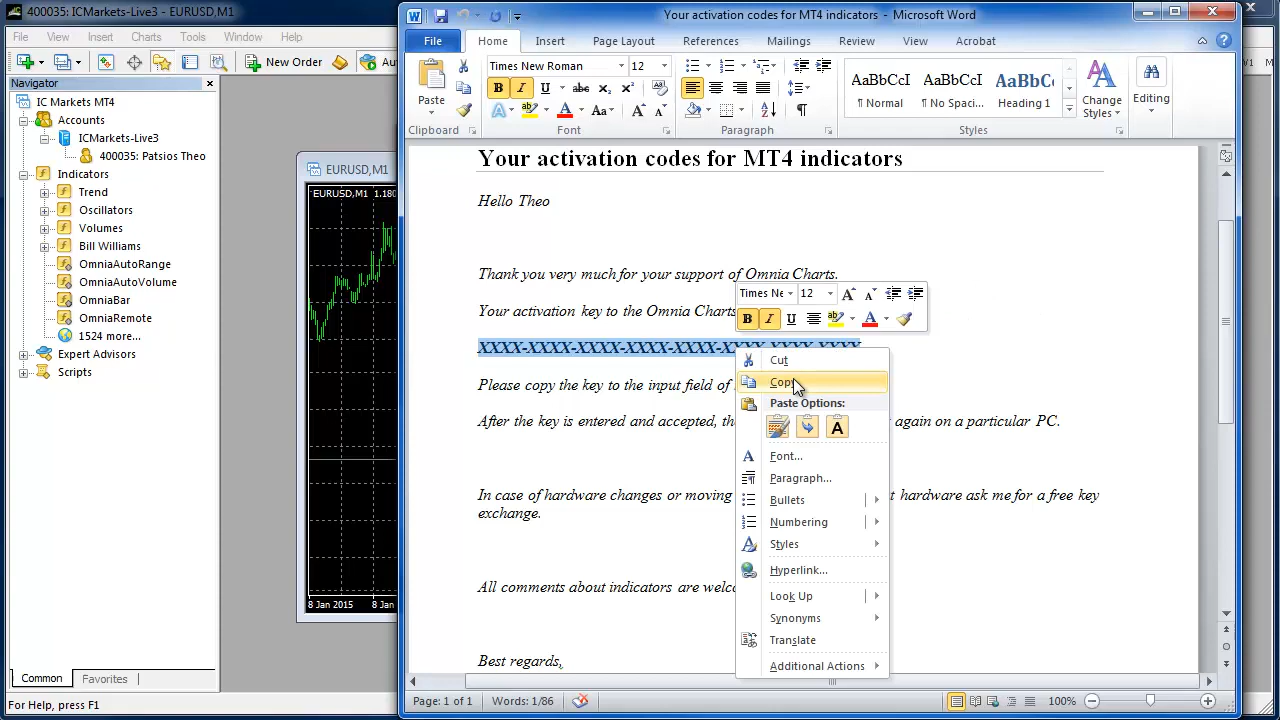 400035: ICMarkets-Live3 - EURUSD,M1
File View Insert Charts Tools Window Help
New Order
Navigator
IC Markets MT4
Accounts
ICMarkets-Live3
400035: Patsios Theo
Indicators
Trend
Oscillators
Volumes
Bill Williams
OmniaAutoRange
OmniaAutoVolume
OmniaBar
OmniaRemote
1524 more...
Expert Advisors
Scripts
Common Favorites
For Help, press F1
EURUSD,M1
EURUSD,M1 1.180
8 Jan 2015 8 Jan
Your activation codes for MT4 indicators - Microsoft Word
File Home Insert Page Layout References Mailings Review View Acrobat
Paste
Clipboard
Times New Roman 12
Font
Paragraph
AaBbCcI AaBbCcI AaBbCc
¶ Normal ¶ No Spaci... Heading 1
Change Styles
Styles
Editing
Your activation codes for MT4 indicators
Hello Theo
Thank you very much for your support of Omnia Charts.
Your activation key to the Omnia Charts
XXXX-XXXX-XXXX-XXXX-XXXX-XXXX-XXXX-XXXX
Please copy the key to the input field of
After the key is entered and accepted, again on a particular PC.
In case of hardware changes or moving hardware ask me for a free key
exchange.
All comments about indicators are
Best regards,
Times Ne 12
Cut
Copy
Paste Options:
Font...
Paragraph...
Bullets
Numbering
Styles
Hyperlink...
Look Up
Synonyms
Translate
Additional Actions
Page: 1 of 1 Words: 1/86 100%